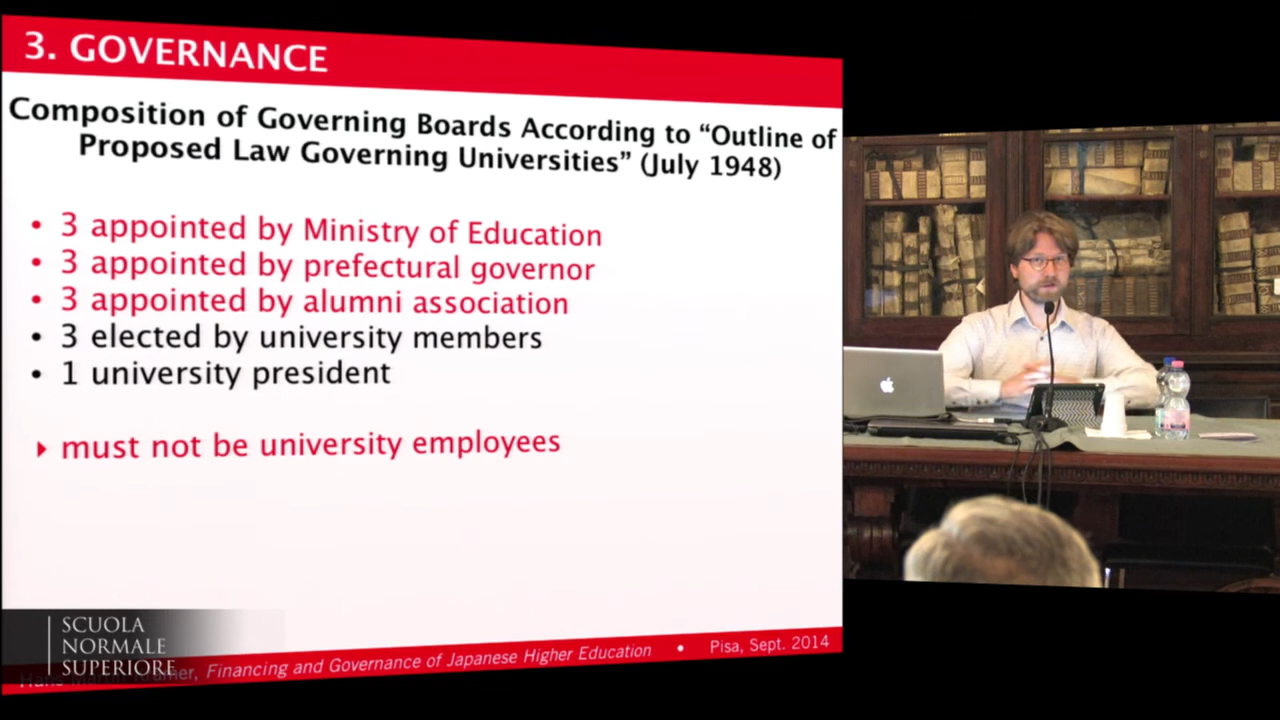 3. GOVERNANCE
Composition of Governing Boards According to “Outline of
Proposed Law Governing Universities” (July 1948)
• 3 appointed by Ministry of Education
• 3 appointed by prefectural governor
• 3 appointed by alumni association
• 3 elected by university members
• 1 university president
▸ must not be university employees
SCUOLA
NORMALE
SUPERIORE
Financing and Governance of Japanese Higher Education • Pisa, Sept. 2014